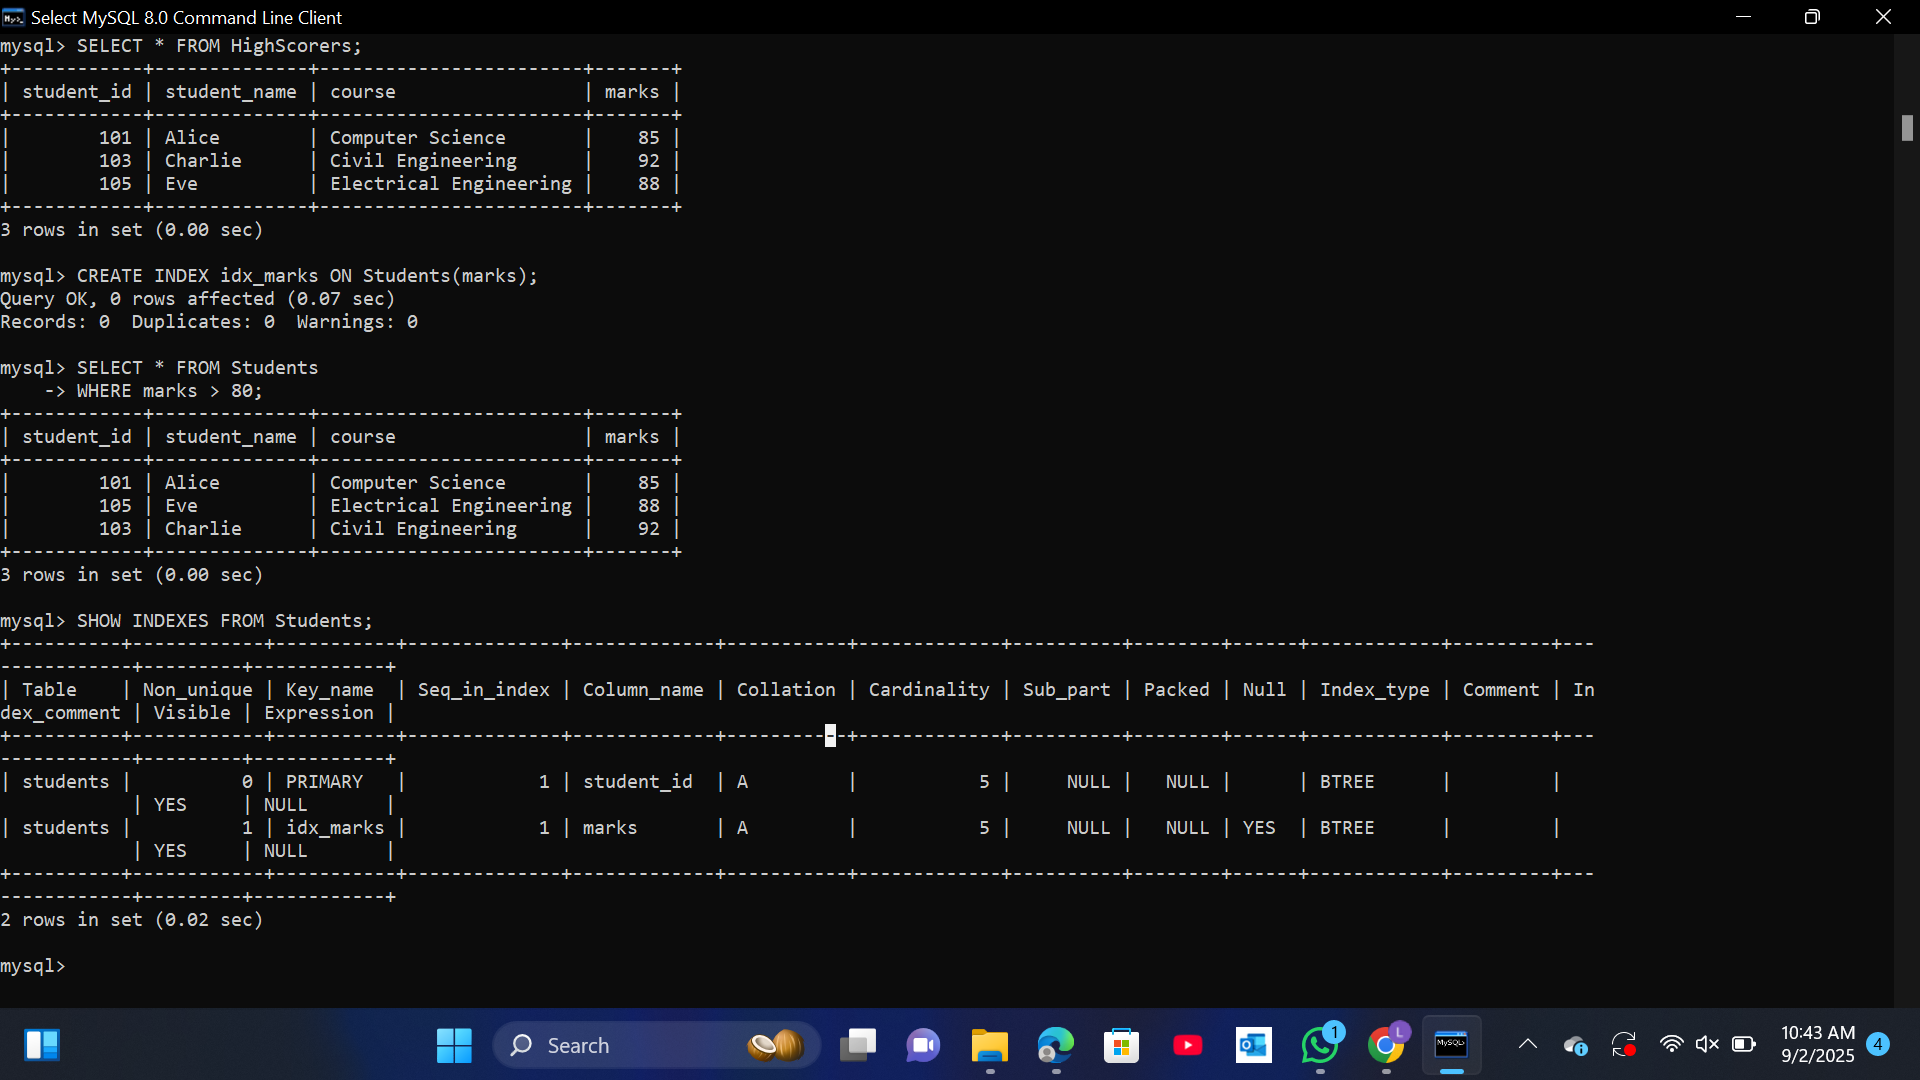 Select MySQL 8.0 Command Line Client
mysql> SELECT * FROM HighScorers;
+------------+--------------+------------------------+-------+
| student_id | student_name | course                 | marks |
+------------+--------------+------------------------+-------+
|        101 | Alice        | Computer Science       |    85 |
|        103 | Charlie      | Civil Engineering      |    92 |
|        105 | Eve          | Electrical Engineering |    88 |
+------------+--------------+------------------------+-------+
3 rows in set (0.00 sec)

mysql> CREATE INDEX idx_marks ON Students(marks);
Query OK, 0 rows affected (0.07 sec)
Records: 0  Duplicates: 0  Warnings: 0

mysql> SELECT * FROM Students
    -> WHERE marks > 80;
+------------+--------------+------------------------+-------+
| student_id | student_name | course                 | marks |
+------------+--------------+------------------------+-------+
|        101 | Alice        | Computer Science       |    85 |
|        105 | Eve          | Electrical Engineering |    88 |
|        103 | Charlie      | Civil Engineering      |    92 |
+------------+--------------+------------------------+-------+
3 rows in set (0.00 sec)

mysql> SHOW INDEXES FROM Students;
+----------+------------+-----------+--------------+-------------+-----------+-------------+----------+--------+------+------------+---------+---
------------+---------+------------+
| Table    | Non_unique | Key_name  | Seq_in_index | Column_name | Collation | Cardinality | Sub_part | Packed | Null | Index_type | Comment | In
dex_comment | Visible | Expression |
+----------+------------+-----------+--------------+-------------+-----------+-------------+----------+--------+------+------------+---------+---
------------+---------+------------+
| students |          0 | PRIMARY   |            1 | student_id  | A         |           5 |     NULL |   NULL |      | BTREE      |         |
            | YES     | NULL       |
| students |          1 | idx_marks |            1 | marks       | A         |           5 |     NULL |   NULL | YES  | BTREE      |         |
            | YES     | NULL       |
+----------+------------+-----------+--------------+-------------+-----------+-------------+----------+--------+------+------------+---------+---
------------+---------+------------+
2 rows in set (0.02 sec)

mysql>
Search
1
L
MySQL
10:43 AM
9/2/2025
4